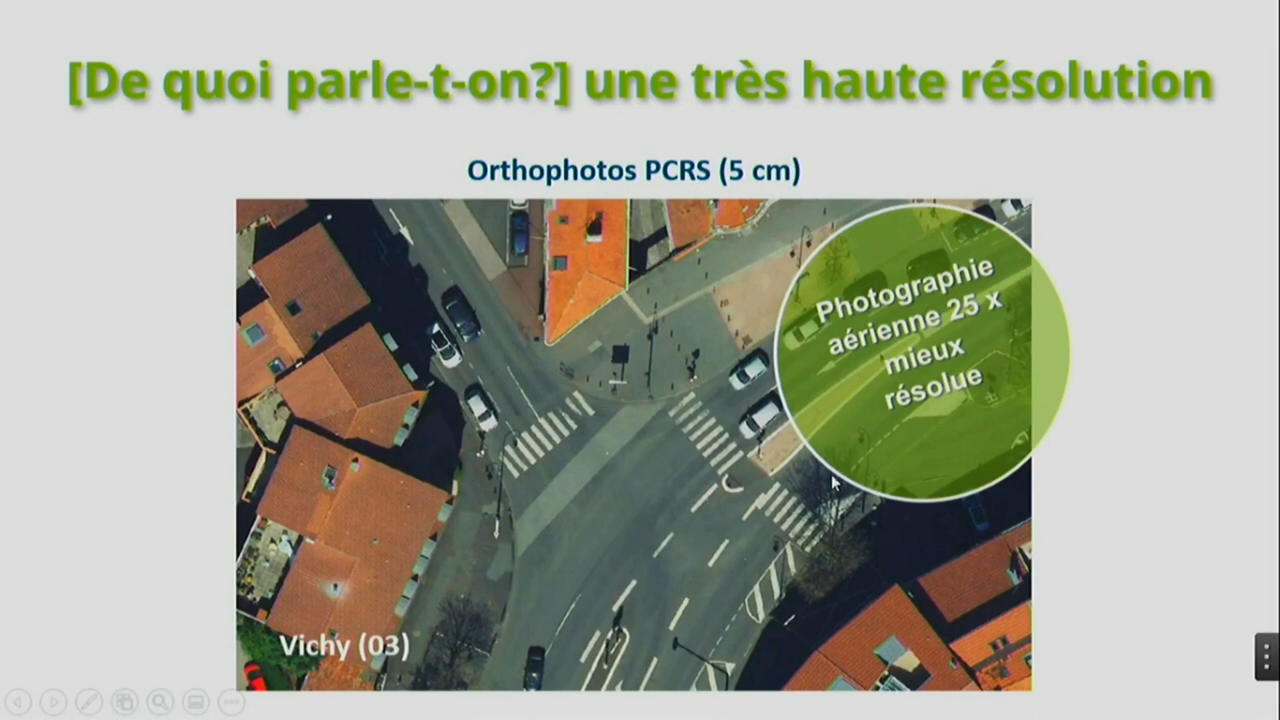 [De quoi parle-t-on?] une très haute résolution
Orthophotos PCRS (5 cm)
Photographie
aérienne 25 x
mieux
résolue
Vichy (03)